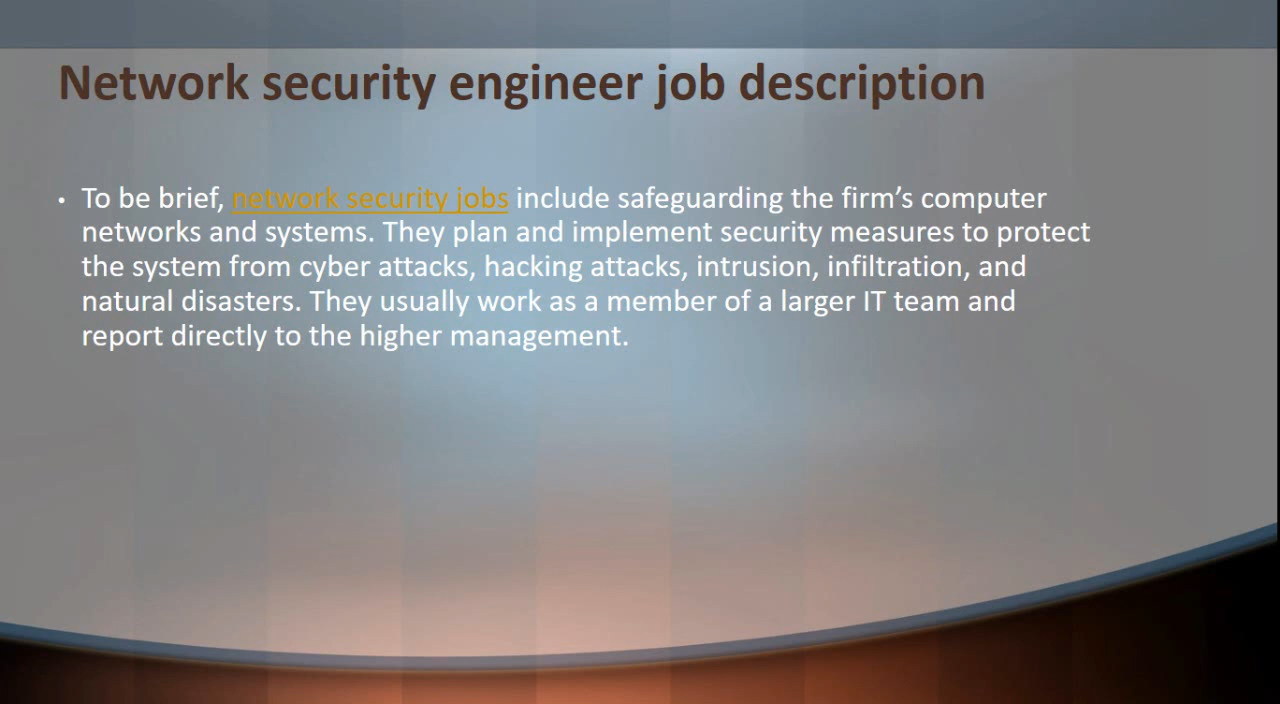 Network security engineer job description
• To be brief, network security jobs include safeguarding the firm’s computer
networks and systems. They plan and implement security measures to protect
the system from cyber attacks, hacking attacks, intrusion, infiltration, and
natural disasters. They usually work as a member of a larger IT team and
report directly to the higher management.